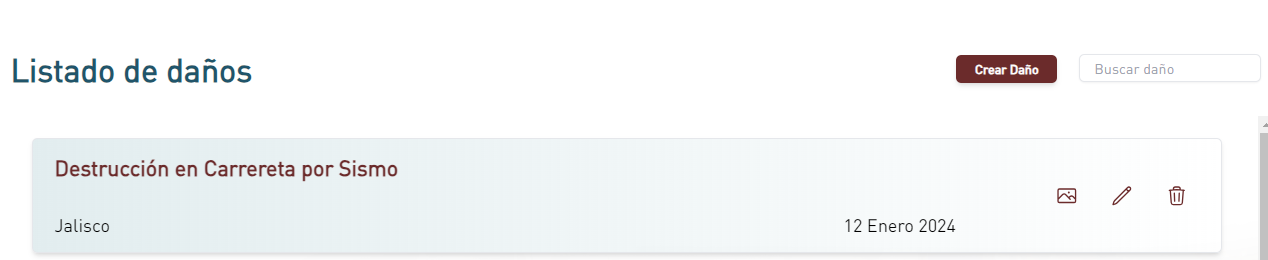 Listado de daños
Crear Daño
Buscar daño
Destrucción en Carrereta por Sismo
Jalisco
12 Enero 2024